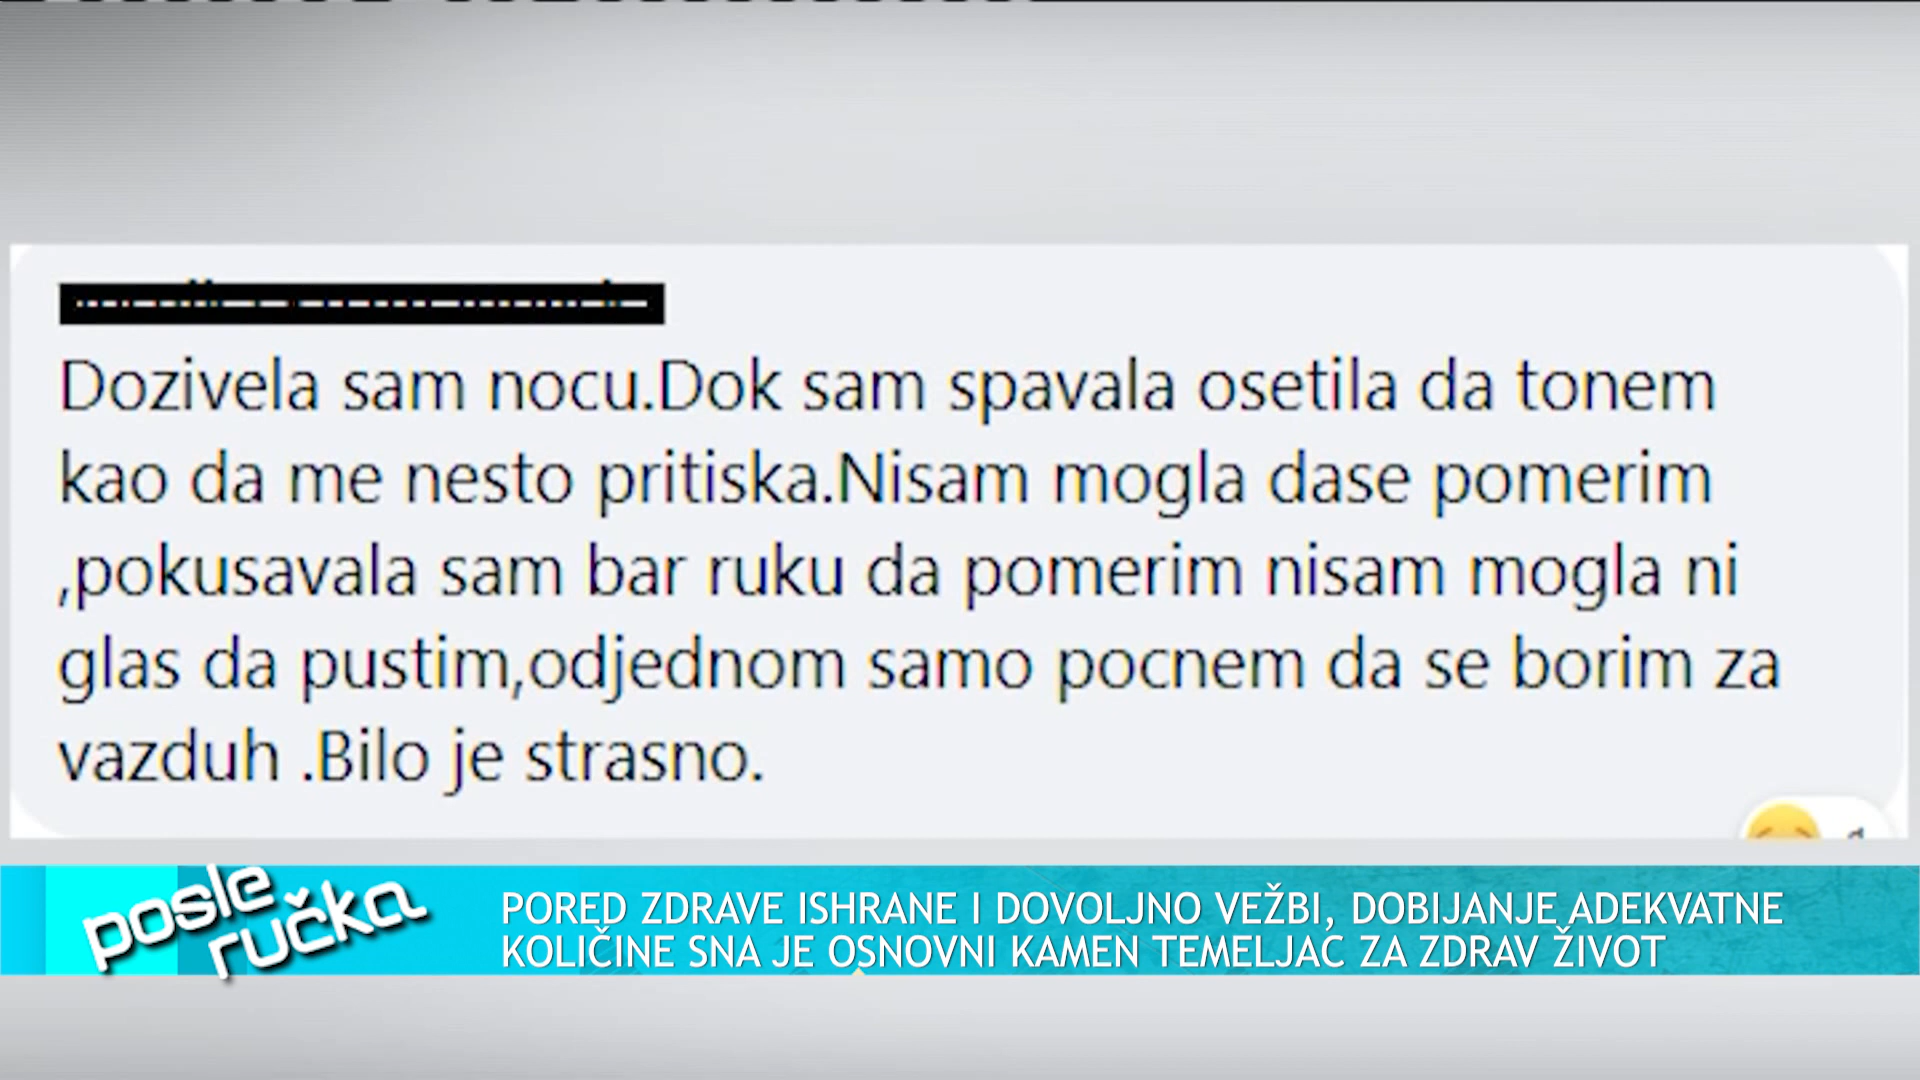 Dozivela sam nocu.Dok sam spavala osetila da tonem
kao da me nesto pritiska.Nisam mogla dase pomerim
,pokusavala sam bar ruku da pomerim nisam mogla ni
glas da pustim,odjednom samo pocnem da se borim za
vazduh .Bilo je strasno.
posle
ručka
PORED ZDRAVE ISHRANE I DOVOLJNO VEŽBI, DOBIJANJE ADEKVATNE
KOLIČINE SNA JE OSNOVNI KAMEN TEMELJAC ZA ZDRAV ŽIVOT